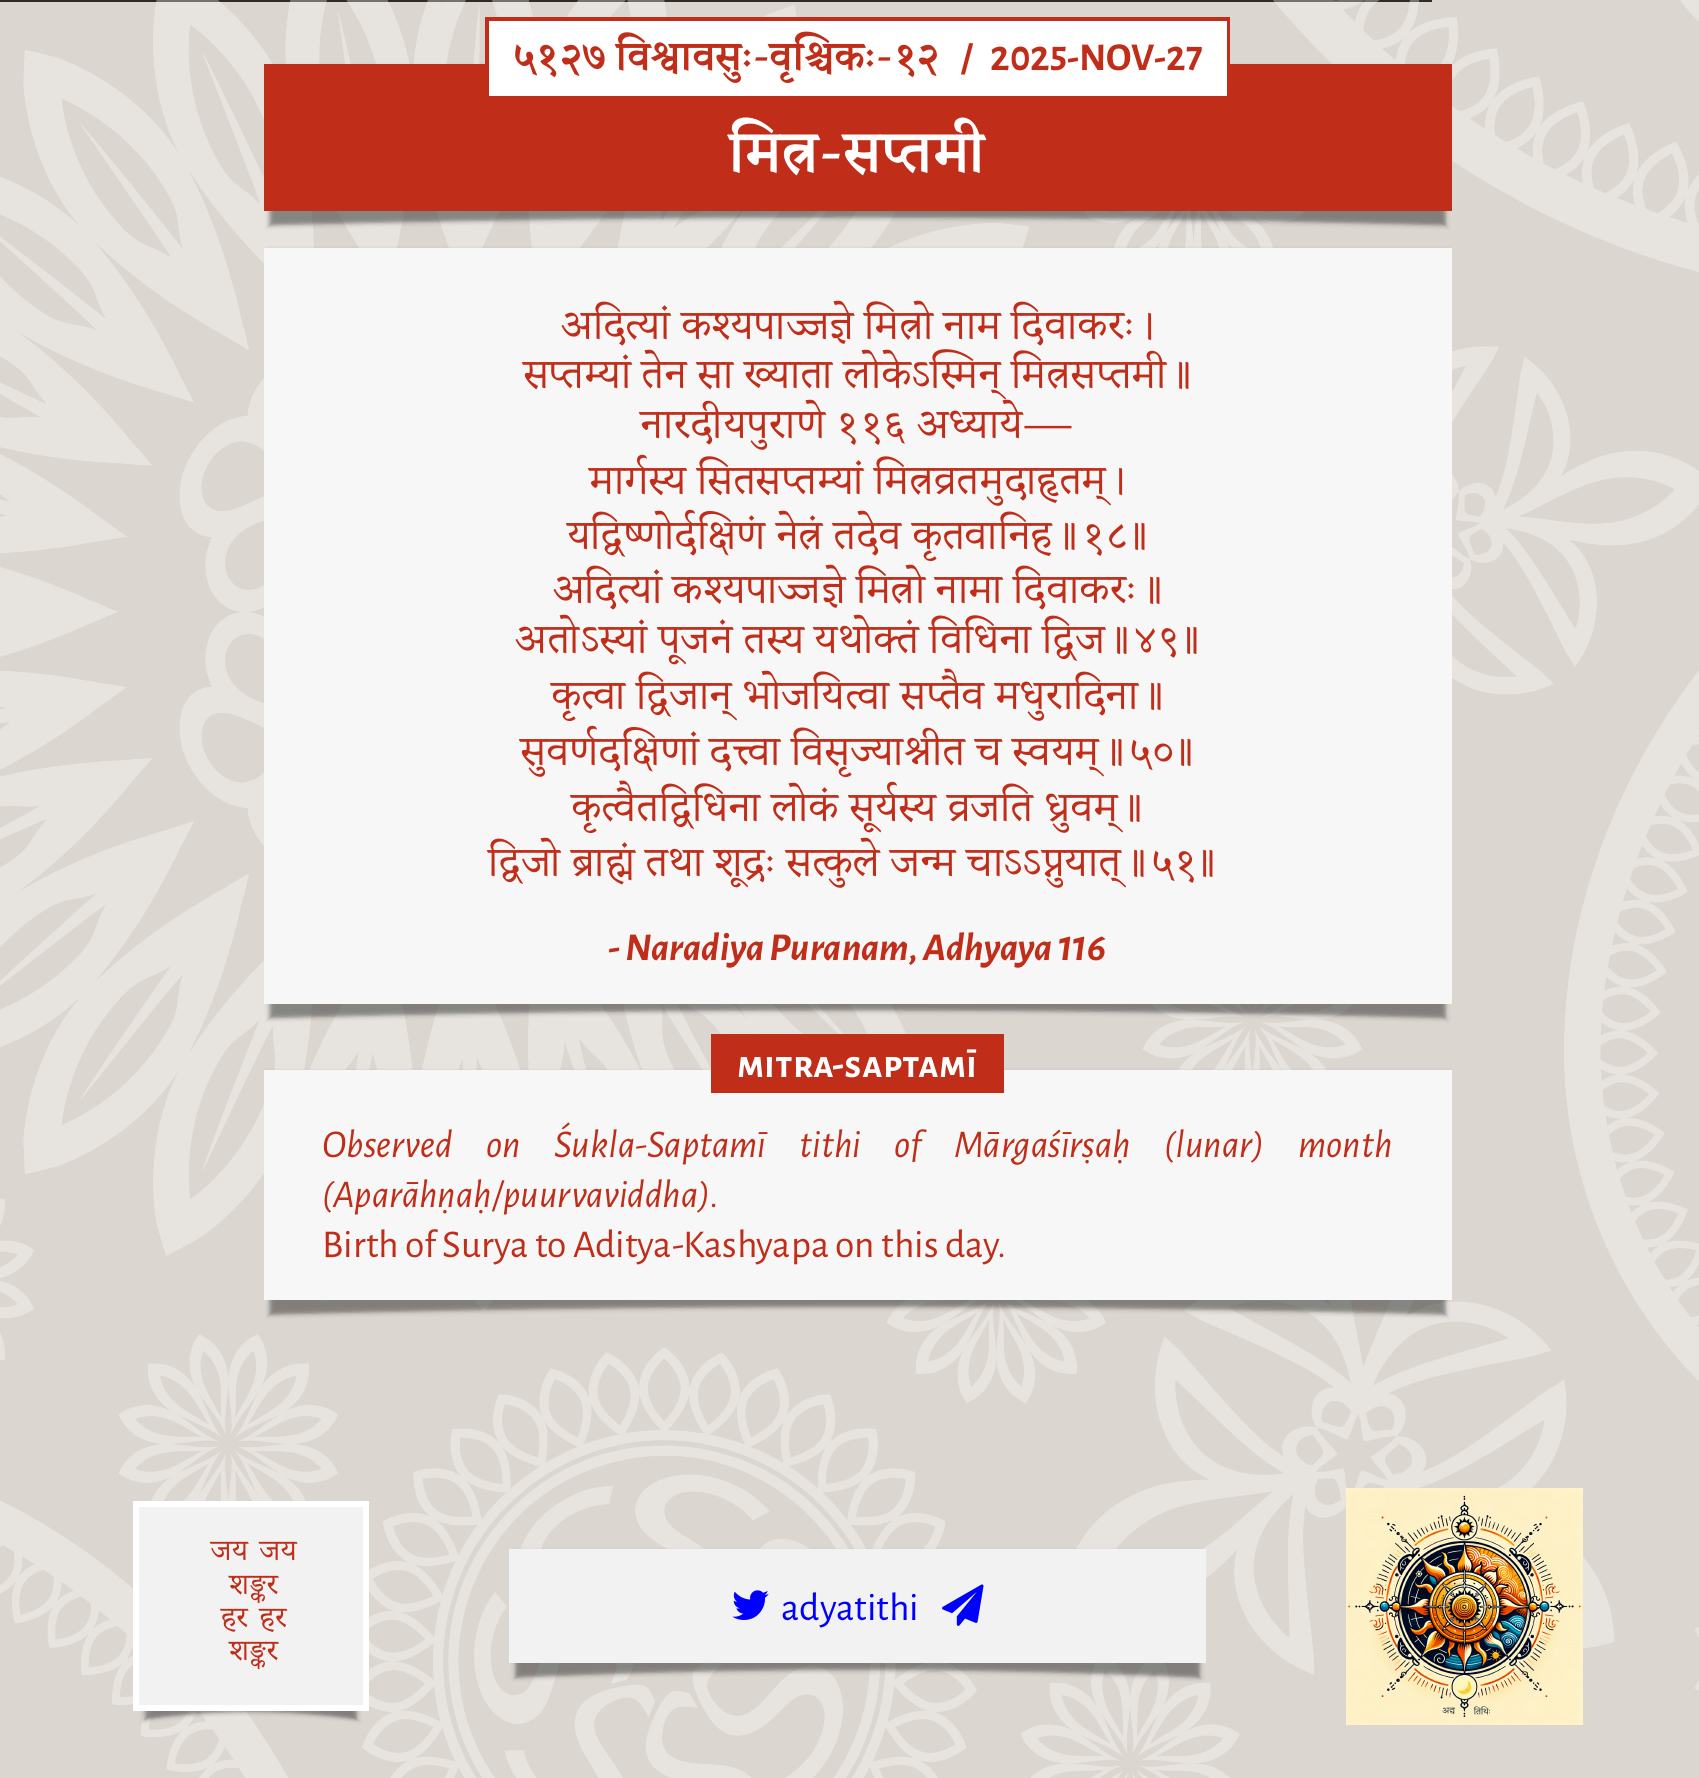 ५१२७ विश्वावसुः-वृश्चिकः-१२ / 2025-NOV-27
मित्र-सप्तमी
अदित्यां कश्यपाज्जज्ञे मित्रो नाम दिवाकरः।
सप्तम्यां तेन सा ख्याता लोकेऽस्मिन् मित्रसप्तमी॥
नारदीयपुराणे ११६ अध्याये—
मार्गस्य सितसप्तम्यां मित्रव्रतमुदाहृतम्।
यद्विष्णोर्दक्षिणं नेत्रं तदेव कृतवानिह॥१८॥
अदित्यां कश्यपाज्जज्ञे मित्रो नामा दिवाकरः॥
अतोऽस्यां पूजनं तस्य यथोक्तं विधिना द्विज॥४९॥
कृत्वा द्विजान् भोजयित्वा सप्तैव मधुरादिना॥
सुवर्णदक्षिणां दत्त्वा विसृज्याश्नीत च स्वयम्॥५०॥
कृत्वैतद्विधिना लोकं सूर्यस्य व्रजति ध्रुवम्॥
द्विजो ब्राह्मं तथा शूद्रः सत्कुले जन्म चाऽऽप्नुयात्॥५१॥
- Naradiya Puranam, Adhyaya 116
MITRA-SAPTAMĪ
Observed on Śukla-Saptamī tithi of Mārgaśīrṣaḥ (lunar) month
(Aparāhṇaḥ/puurvaviddha).
Birth of Surya to Aditya-Kashyapa on this day.
जय जय
शङ्कर
हर हर
शङ्कर
adyatithi
अद्य तिथिः